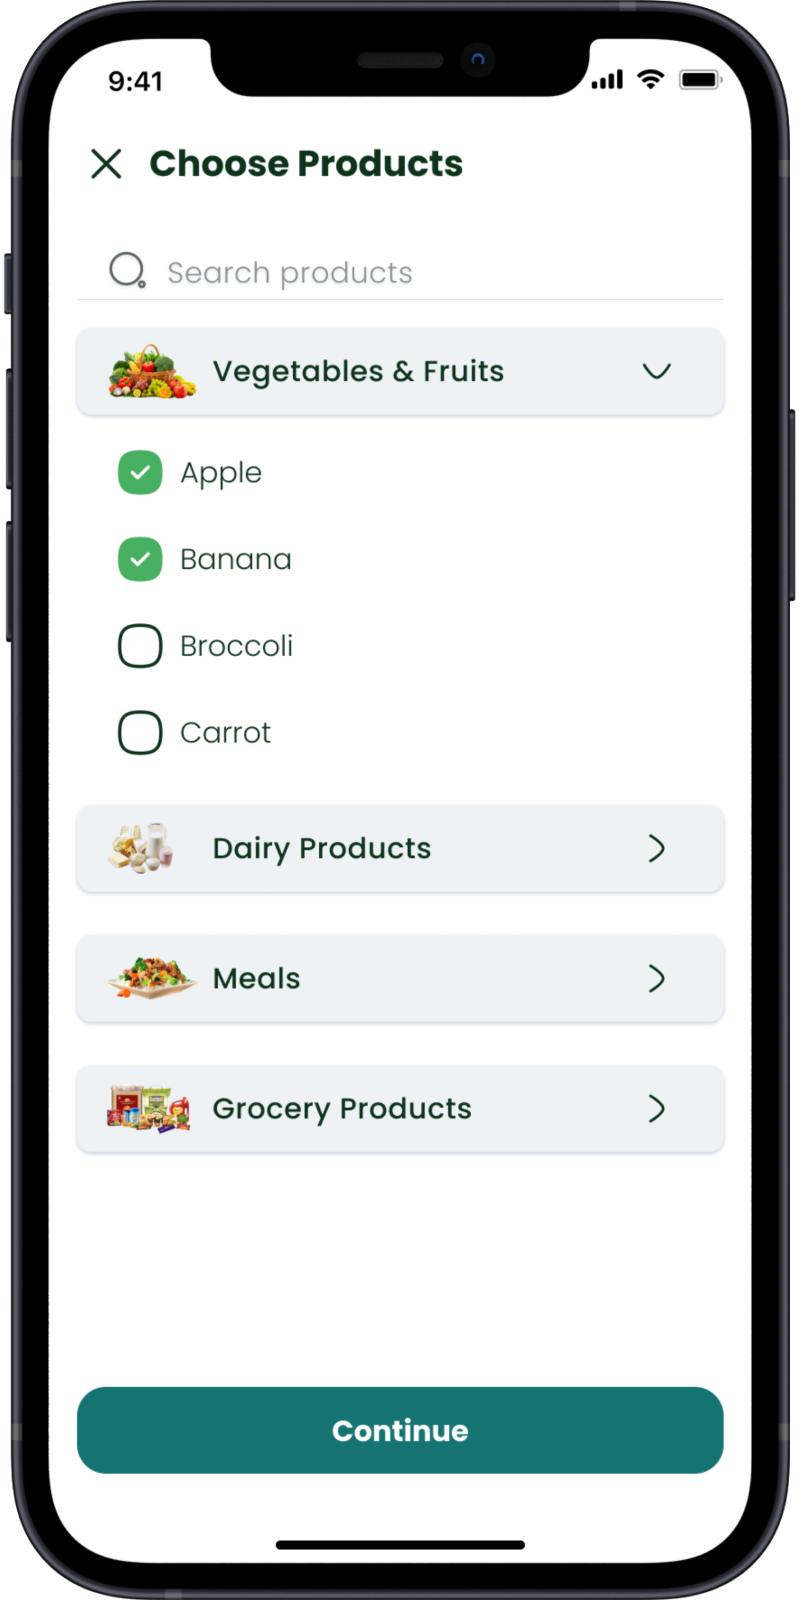 9:41
Choose Products
Search products
Vegetables & Fruits
Apple
Banana
Broccoli
Carrot
Dairy Products
Meals
Grocery Products
Continue